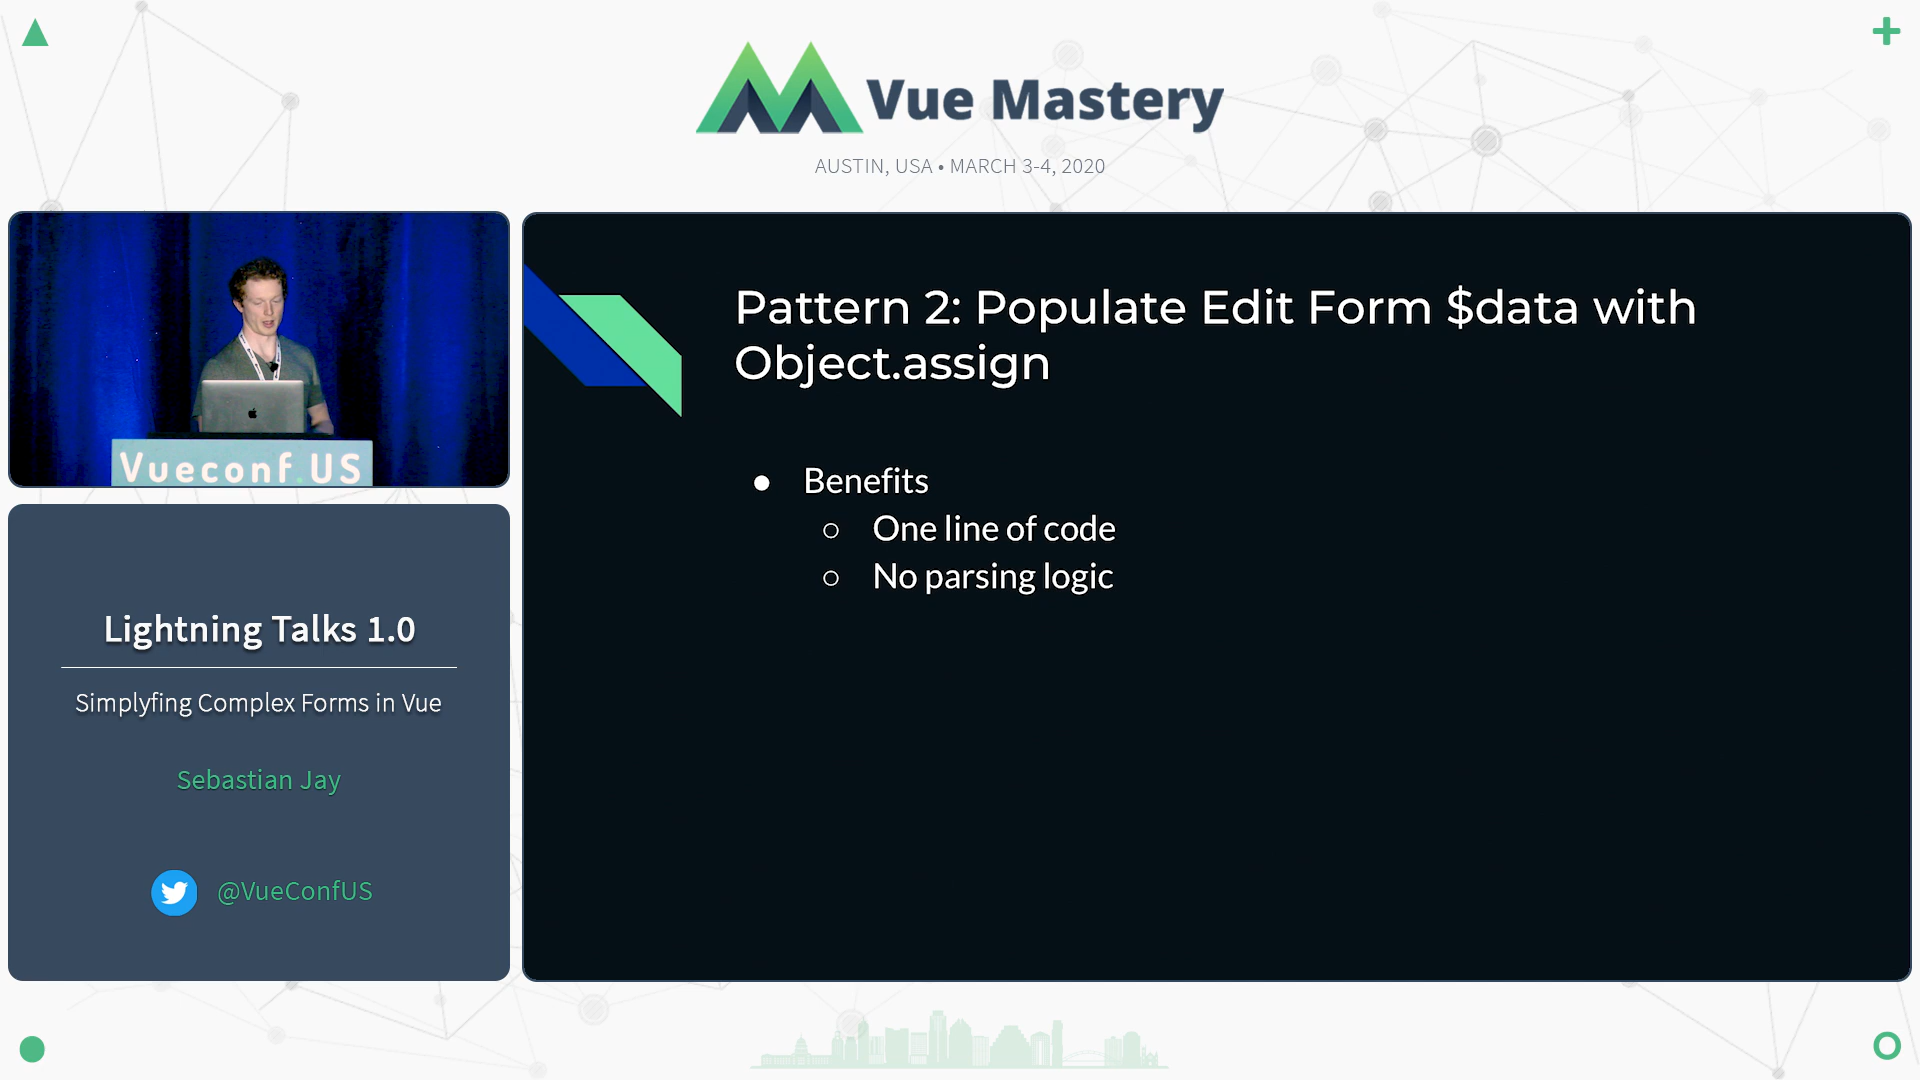 Vue Mastery
AUSTIN, USA • MARCH 3-4, 2020
Vueconf.US
Lightning Talks 1.0
Simplyfing Complex Forms in Vue
Sebastian Jay
@VueConfUS
Pattern 2: Populate Edit Form $data with
Object.assign
● Benefits
○ One line of code
○ No parsing logic